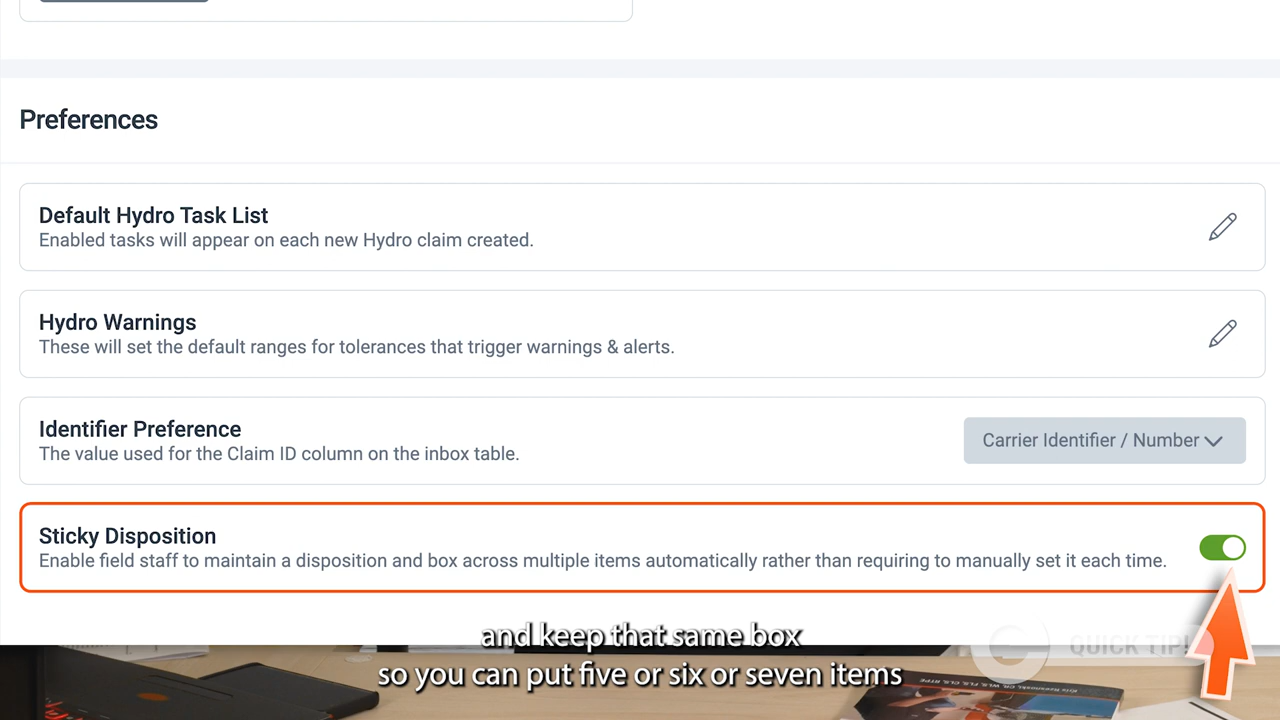 Preferences
Default Hydro Task List
Enabled tasks will appear on each new Hydro claim created.
Hydro Warnings
These will set the default ranges for tolerances that trigger warnings & alerts.
Identifier Preference
The value used for the Claim ID column on the inbox table.
Carrier Identifier / Number
Sticky Disposition
Enable field staff to maintain a disposition and box across multiple items automatically rather than requiring to manually set it each time.
and keep that same box
so you can put five or six or seven items
QUICK TIP!